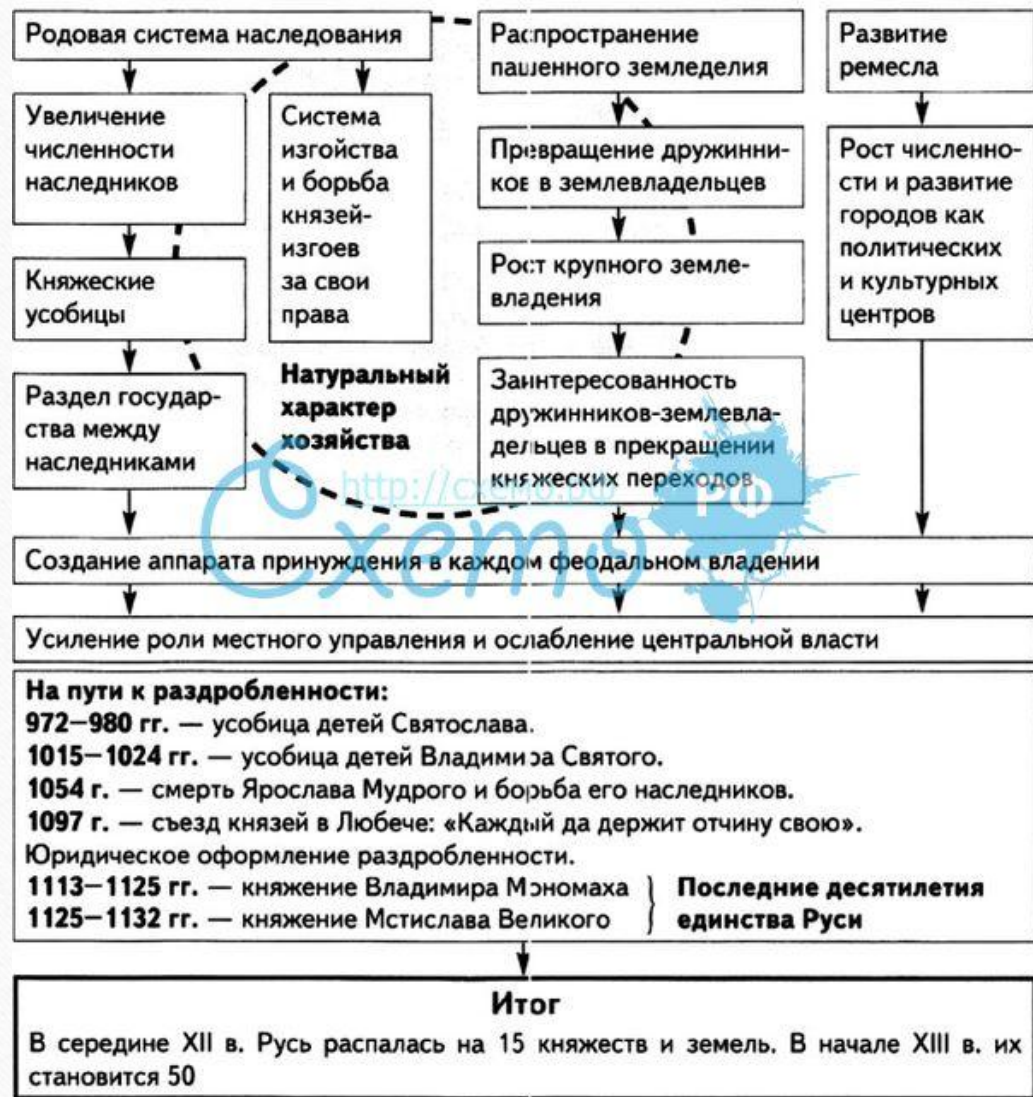 Родовая система наследования
Увеличение
численности
наследников
Княжеские
усобицы
Раздел государ-
ства между
наследниками
Система
изгойства
и борьба
князей-
изгоев
за свои
права
Натуральный
характер
хозяйства
Распространение
пашенного земледелия
Превращение дружинни-
ков в землевладельцев
Рост крупного земле-
владения
Заинтересованность
дружинников-землевла-
дельцев в прекращении
княжеских переходов
Развитие
ремесла
Рост численно-
сти и развитие
городов как
политических
и культурных
центров
http://схемо.рф
Схемо РФ
Создание аппарата принуждения в каждом феодальном владении
Усиление роли местного управления и ослабление центральной власти
На пути к раздробленности:
972—980 гг. — усобица детей Святослава.
1015—1024 гг. — усобица детей Владимира Святого.
1054 г. — смерть Ярослава Мудрого и борьба его наследников.
1097 г. — съезд князей в Любече: «Каждый да держит отчину свою».
Юридическое оформление раздробленности.
1113—1125 гг. — княжение Владимира Мономаха
1125—1132 гг. — княжение Мстислава Великого
Последние десятилетия
единства Руси
Итог
В середине XII в. Русь распалась на 15 княжеств и земель. В начале XIII в. их
становится 50